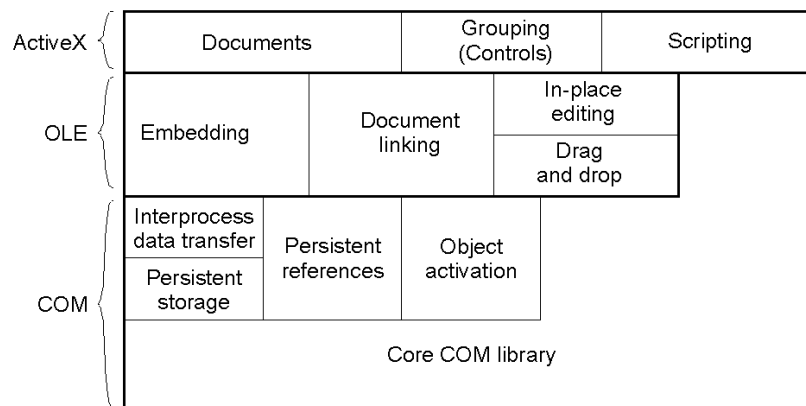 ActiveX
Documents
Grouping
(Controls)
Scripting
OLE
Embedding
Document
linking
In-place
editing
Drag
and drop
COM
Interprocess
data transfer
Persistent
storage
Persistent
references
Object
activation
Core COM library